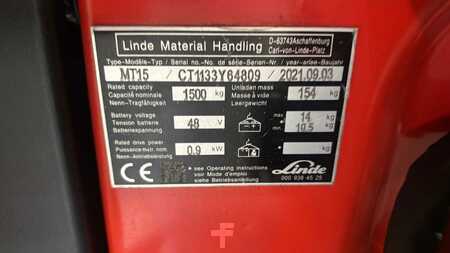 Linde Material Handling
D-63743Aschaffenburg
Carl-von-Linde-Platz
Type-Modèle-Typ / Serial no.-No. de série-Serien-Nr / year-année-Baujahr
MT15 / CT1133Y64809 / 2021.09.03
Rated capacity
Capacité nominale
Nenn-Tragfähigkeit
1500 kg
Unladen mass
Masse à vide
Leergewicht
154 kg
Battery voltage
Tension batterie
Batteriespannung
48 V
max 14 kg
min 10.5 kg
Rated drive power
Puissance motr. nom.
Nenn-Antriebsleistung
0.9 kW
CE
* see Operating instructions
voir Mode d'emploi
siehe Betriebsanleitung
Linde
000 938 45 25